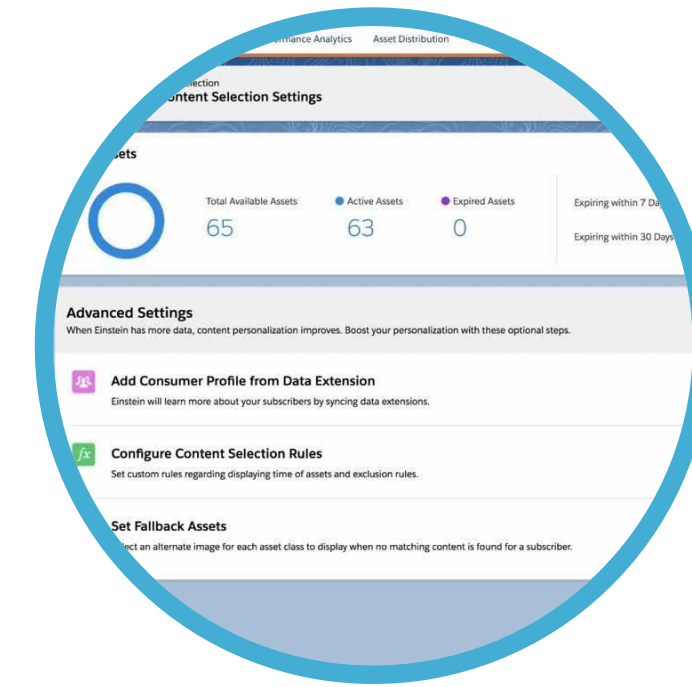 Analytics Asset Distribution
Content Selection Settings
Total Available Assets Active Assets Expired Assets
65 63 0
Expiring within 7
Expiring within 30 Days
Advanced Settings
When Einstein has more data, content personalization improves. Boost your personalization with these optional steps.
Add Consumer Profile from Data Extension
Einstein will learn more about your subscribers by syncing data extensions.
fx
Configure Content Selection Rules
Set custom rules regarding displaying time of assets and exclusion rules.
Set Fallback Assets
an alternate image for each asset class to display when no matching content is found for a subscriber.